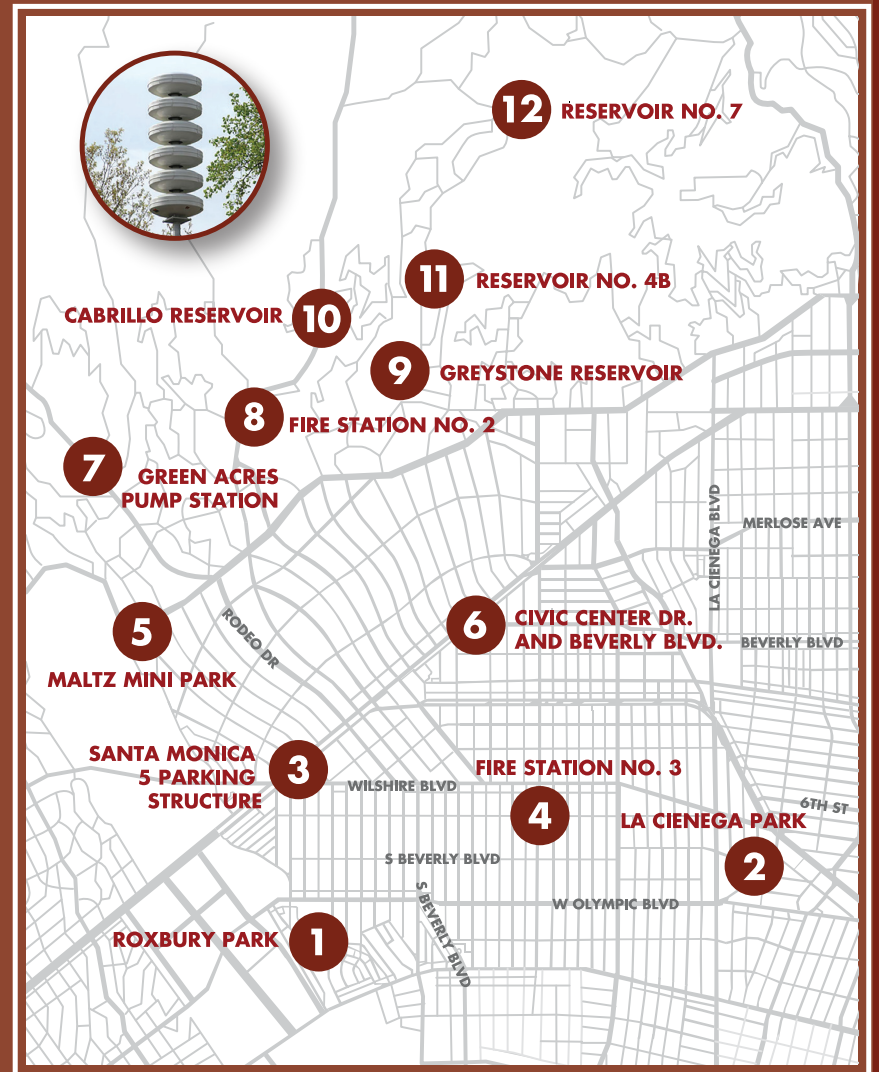 12
RESERVOIR NO. 7
11
RESERVOIR NO. 4B
CABRILLO RESERVOIR
10
9
GREYSTONE RESERVOIR
8
FIRE STATION NO. 2
7
GREEN ACRES
PUMP STATION
LA CIENEGA BLVD
MERLOSE AVE
5
MALTZ MINI PARK
RODEO DR
6
CIVIC CENTER DR.
AND BEVERLY BLVD.
BEVERLY BLVD
SANTA MONICA
5 PARKING
STRUCTURE
3
WILSHIRE BLVD
FIRE STATION NO. 3
4
LA CIENEGA PARK
2
6TH ST
S BEVERLY BLVD
S BEVERLY BLVD
W OLYMPIC BLVD
ROXBURY PARK
1